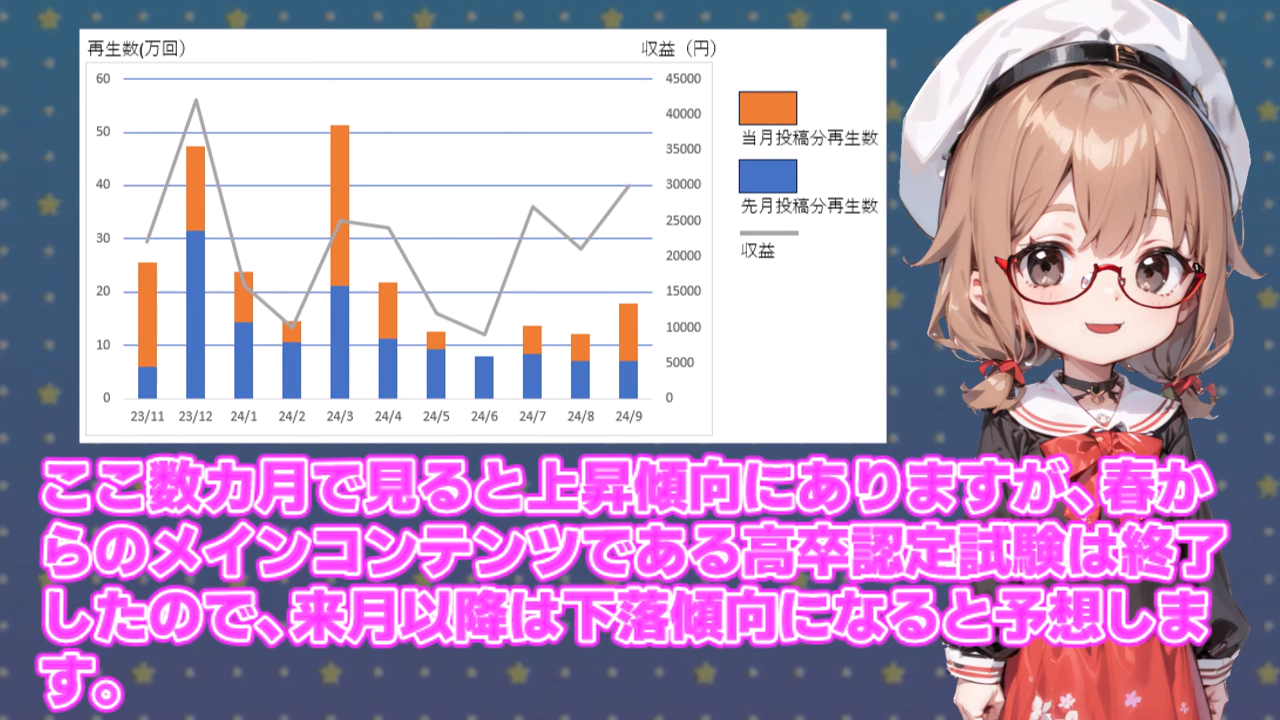 再生数(万回)
収益（円）
60
50
40
30
20
10
0
45000
40000
35000
30000
25000
20000
15000
10000
5000
0
23/11 23/12 24/1 24/2 24/3 24/4 24/5 24/6 24/7 24/8 24/9
当月投稿分再生数
先月投稿分再生数
収益
ここ数カ月で見ると上昇傾向にありますが、春か
らのメインコンテンツである高卒認定試験は終了
したので、来月以降は下落傾向になると予想しま
す。